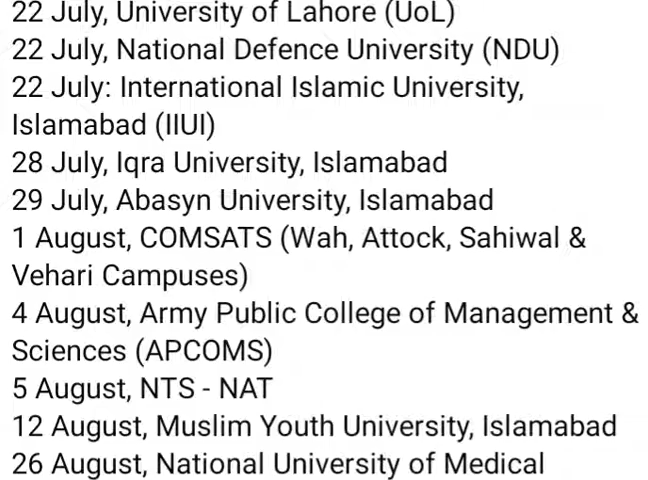 22 July, University of Lahore (UoL)
22 July, National Defence University (NDU)
22 July: International Islamic University,
Islamabad (IIUI)
28 July, Iqra University, Islamabad
29 July, Abasyn University, Islamabad
1 August, COMSATS (Wah, Attock, Sahiwal &
Vehari Campuses)
4 August, Army Public College of Management &
Sciences (APCOMS)
5 August, NTS - NAT
12 August, Muslim Youth University, Islamabad
26 August, National University of Medical